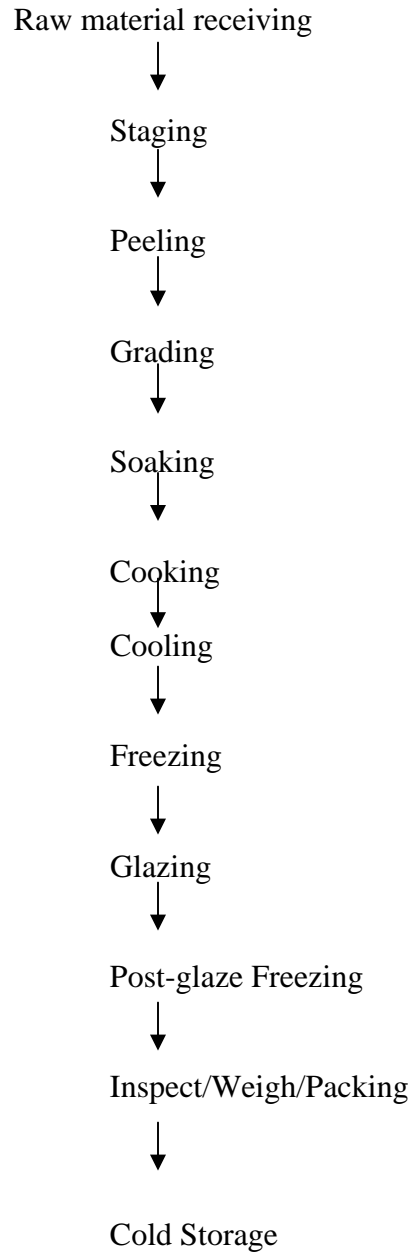 Raw material receiving
Staging
Peeling
Grading
Soaking
Cooking
Cooling
Freezing
Glazing
Post-glaze Freezing
Inspect/Weigh/Packing
Cold Storage